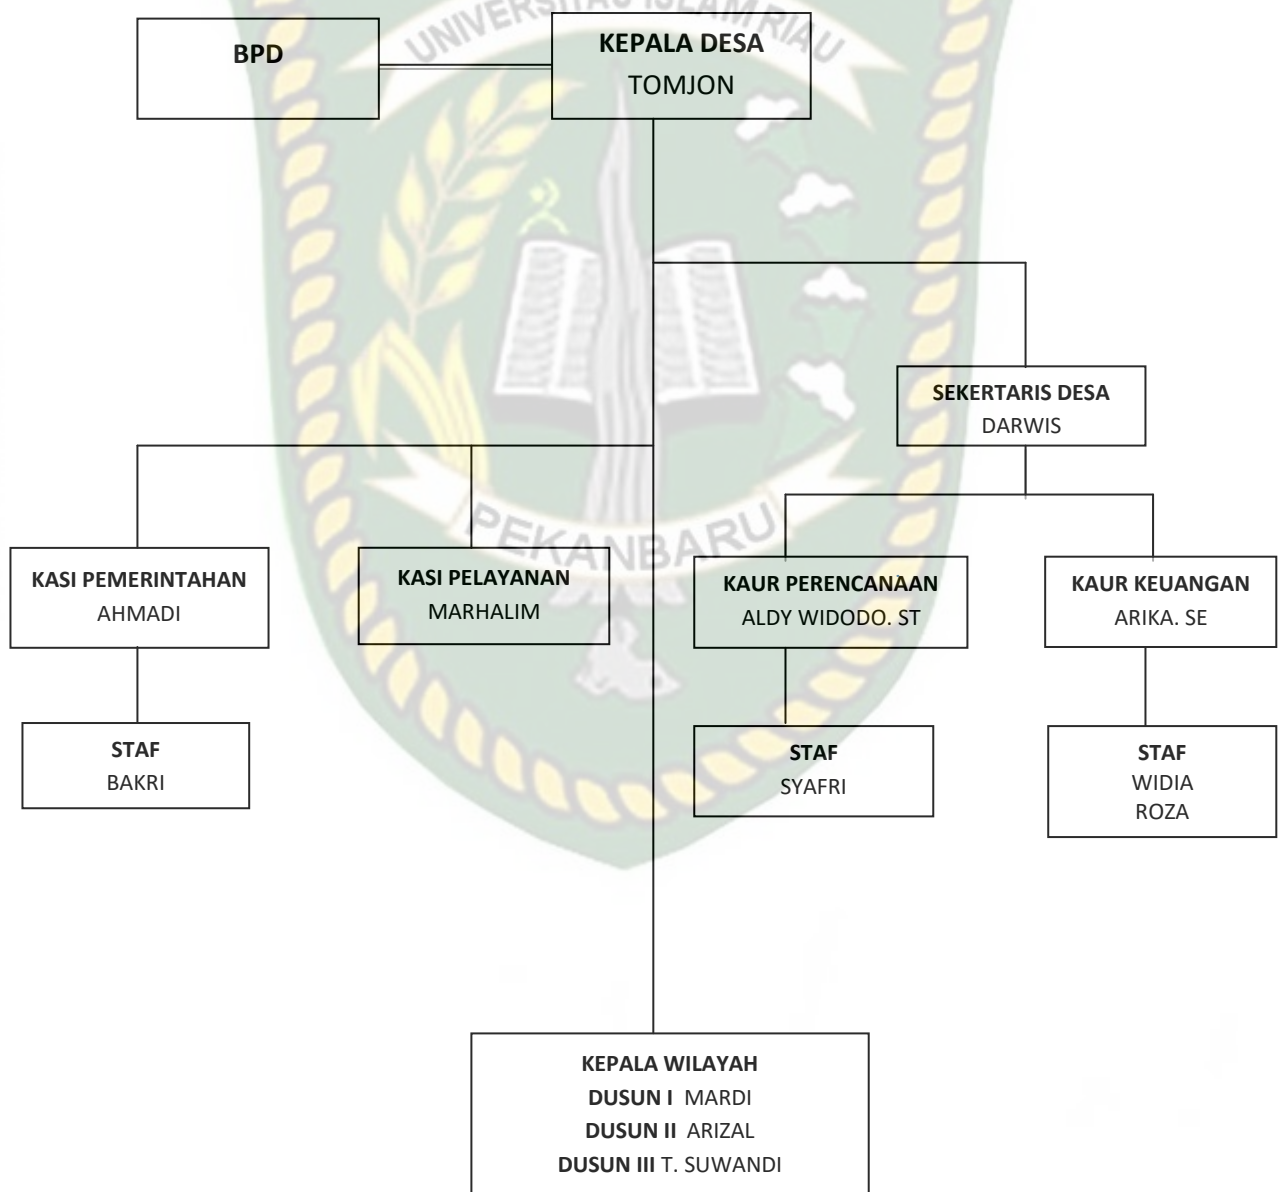 UNIVERSITAS ISLAM RIAU
BPD
KEPALA DESA
TOMJON
SEKERTARIS DESA
DARWIS
PEKANBARU
KASI PEMERINTAHAN
AHMADI
KASI PELAYANAN
MARHALIM
KAUR PERENCANAAN
ALDY WIDODO. ST
KAUR KEUANGAN
ARIKA. SE
STAF
BAKRI
STAF
SYAFRI
STAF
WIDIA
ROZA
KEPALA WILAYAH
DUSUN I MARDI
DUSUN II ARIZAL
DUSUN III T. SUWANDI